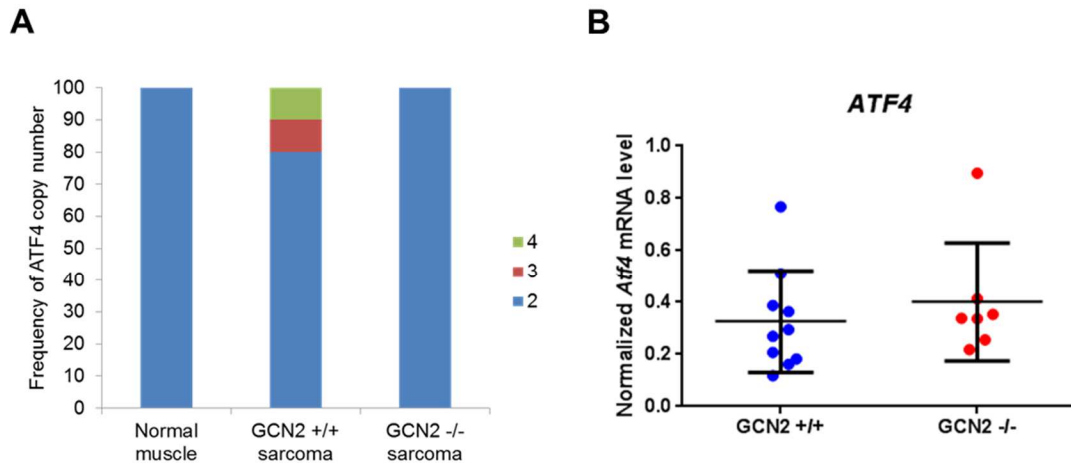 A
Frequency of ATF4 copy number
100
90
80
70
60
50
40
30
20
10
0
Normal muscle
GCN2 +/+ sarcoma
GCN2 -/- sarcoma
4
3
2
B
ATF4
Normalized Atf4 mRNA level
1.0
0.8
0.6
0.4
0.2
0.0
GCN2 +/+
GCN2 -/-